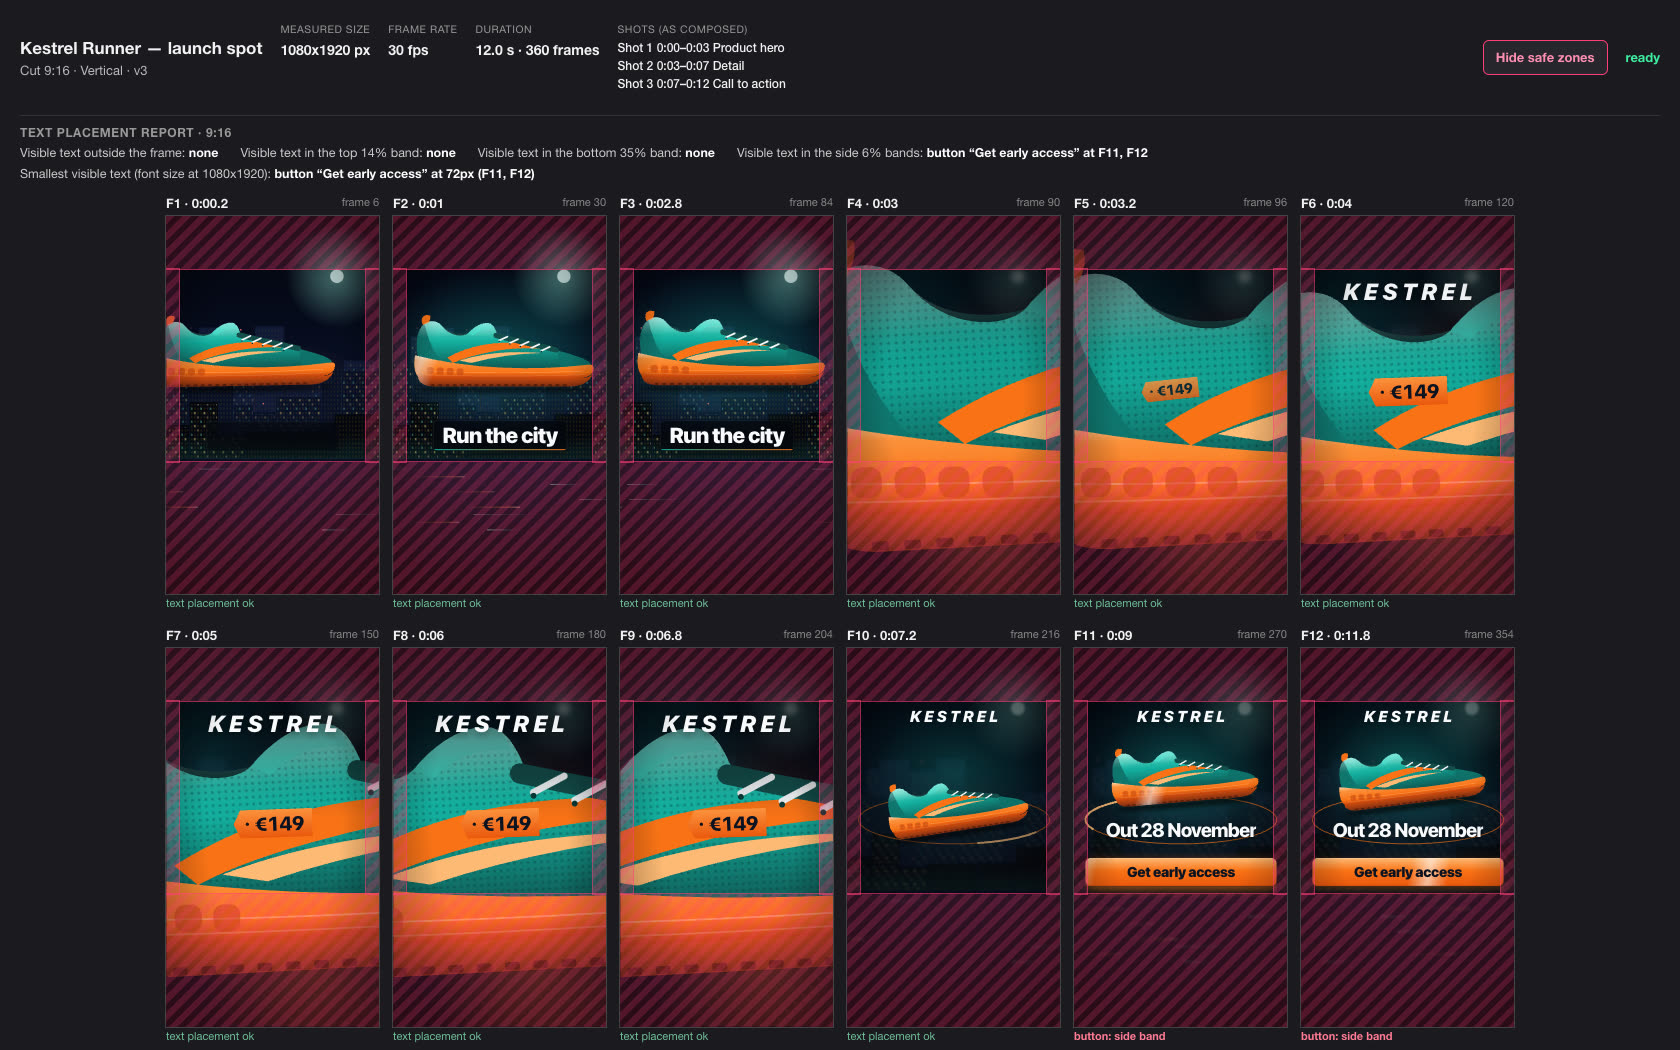 Kestrel Runner — launch spot
Cut 9:16 · Vertical · v3
MEASURED SIZE
1080x1920 px
FRAME RATE
30 fps
DURATION
12.0 s · 360 frames
SHOTS (AS COMPOSED)
Shot 1 0:00–0:03 Product hero
Shot 2 0:03–0:07 Detail
Shot 3 0:07–0:12 Call to action
Hide safe zones
ready
TEXT PLACEMENT REPORT · 9:16
Visible text outside the frame: none Visible text in the top 14% band: none Visible text in the bottom 35% band: none Visible text in the side 6% bands: button “Get early access” at F11, F12
Smallest visible text (font size at 1080x1920): button “Get early access” at 72px (F11, F12)
F1 · 0:00.2 frame 6
text placement ok
F2 · 0:01 frame 30
Run the city
text placement ok
F3 · 0:02.8 frame 84
Run the city
text placement ok
F4 · 0:03 frame 90
text placement ok
F5 · 0:03.2 frame 96
· €149
text placement ok
F6 · 0:04 frame 120
KESTREL
· €149
text placement ok
F7 · 0:05 frame 150
KESTREL
· €149
text placement ok
F8 · 0:06 frame 180
KESTREL
· €149
text placement ok
F9 · 0:06.8 frame 204
KESTREL
· €149
text placement ok
F10 · 0:07.2 frame 216
KESTREL
text placement ok
F11 · 0:09 frame 270
KESTREL
Out 28 November
Get early access
button: side band
F12 · 0:11.8 frame 354
KESTREL
Out 28 November
Get early access
button: side band